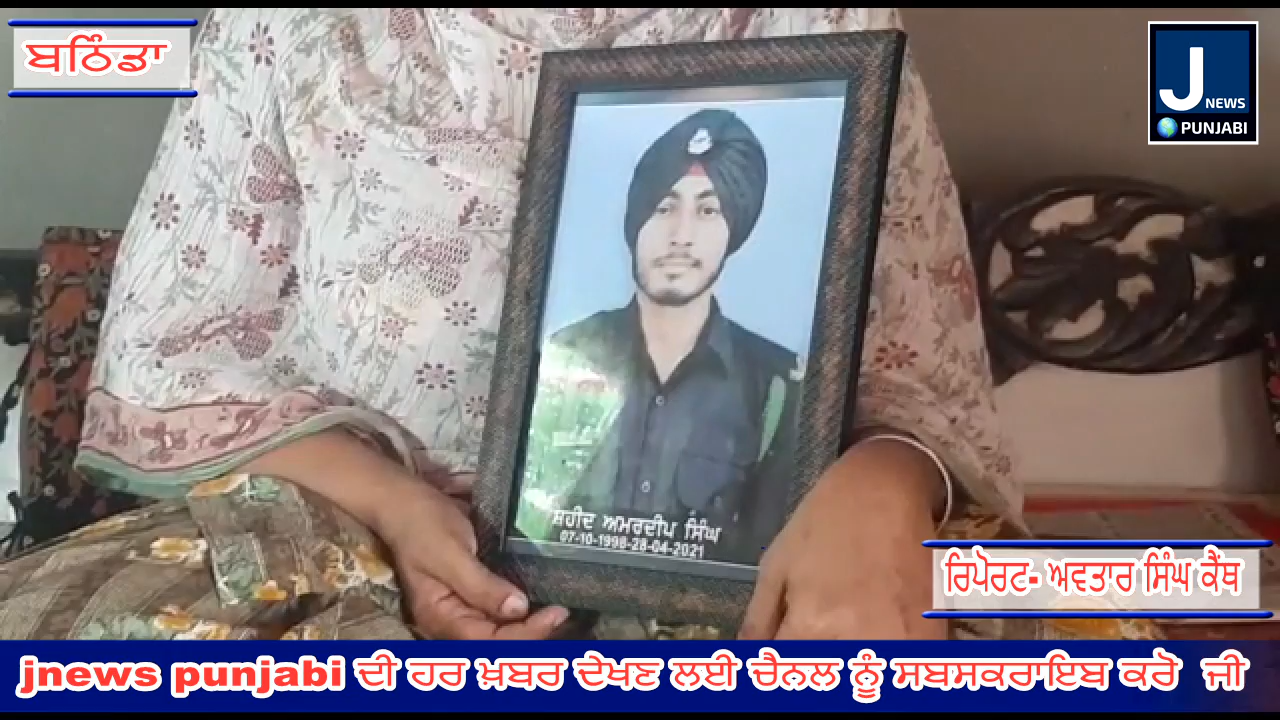 ਬਠਿੰਡਾ
J
NEWS
PUNJABI
ਸ਼ਹੀਦ ਅਮਰਦੀਪ ਸਿੰਘ
07-10-1998-28-04-2021
ਰਿਪੋਰਟ- ਅਵਤਾਰ ਸਿੰਘ ਕੈਂਥ
jnews punjabi ਦੀ ਹਰ ਖ਼ਬਰ ਦੇਖਣ ਲਈ ਚੈਨਲ ਨੂੰ ਸਬਸਕਰਾਇਬ ਕਰੋ ਜੀ